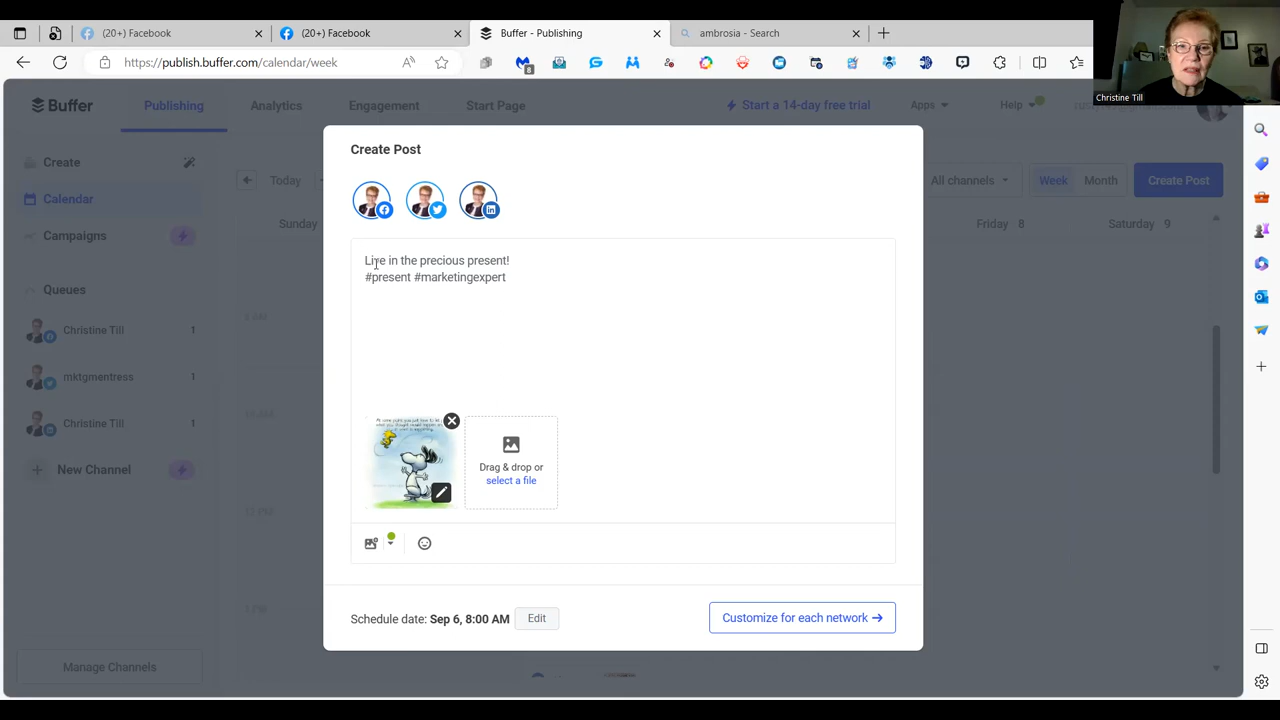 (20+) Facebook
(20+) Facebook
Buffer - Publishing
ambrosia - Search
https://publish.buffer.com/calendar/week
8
Christine Till
Buffer
Publishing
Analytics
Engagement
Start Page
Start a 14-day free trial
Apps
Help
Create
Calendar
Campaigns
Queues
Christine Till 1
mktgmentress 1
Christine Till 1
New Channel
Manage Channels
Today
All channels
Week
Month
Create Post
Sunday
Friday 8
Saturday 9
Create Post
Live in the precious present!
#present #marketingexpert
Drag & drop or
select a file
Schedule date: Sep 6, 8:00 AM
Edit
Customize for each network